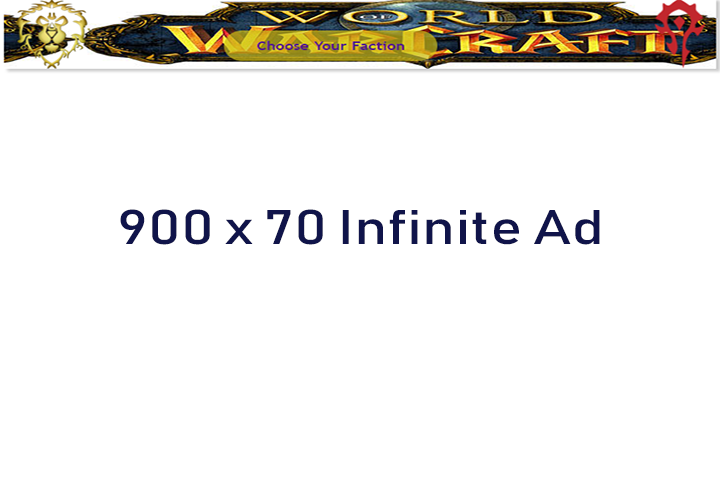 WORLD
OF
WARCRAFT
Choose Your Faction
900 x 70 Infinite Ad